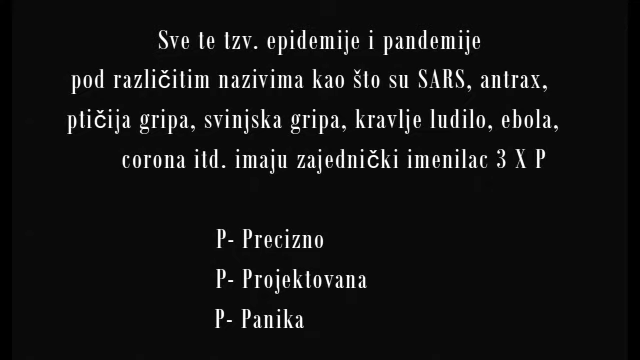 Sve te tzv. epidemije i pandemije
pod različitim nazivima kao što su SARS, antrax,
ptičija gripa, svinjska gripa, kravlje ludilo, ebola,
corona itd. imaju zajednički imenilac 3 X P
P- Precizno
P- Projektovana
P- Panika